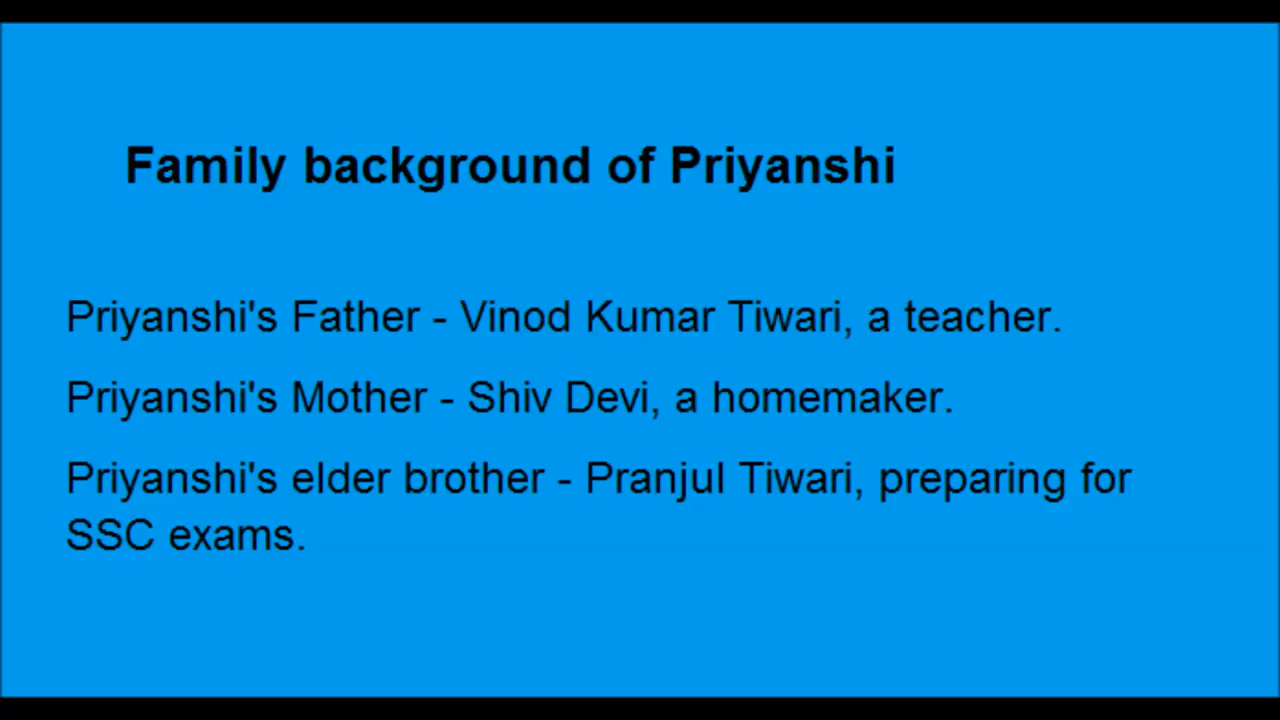 Family background of Priyanshi
Priyanshi's Father - Vinod Kumar Tiwari, a teacher.
Priyanshi's Mother - Shiv Devi, a homemaker.
Priyanshi's elder brother - Pranjul Tiwari, preparing for
SSC exams.